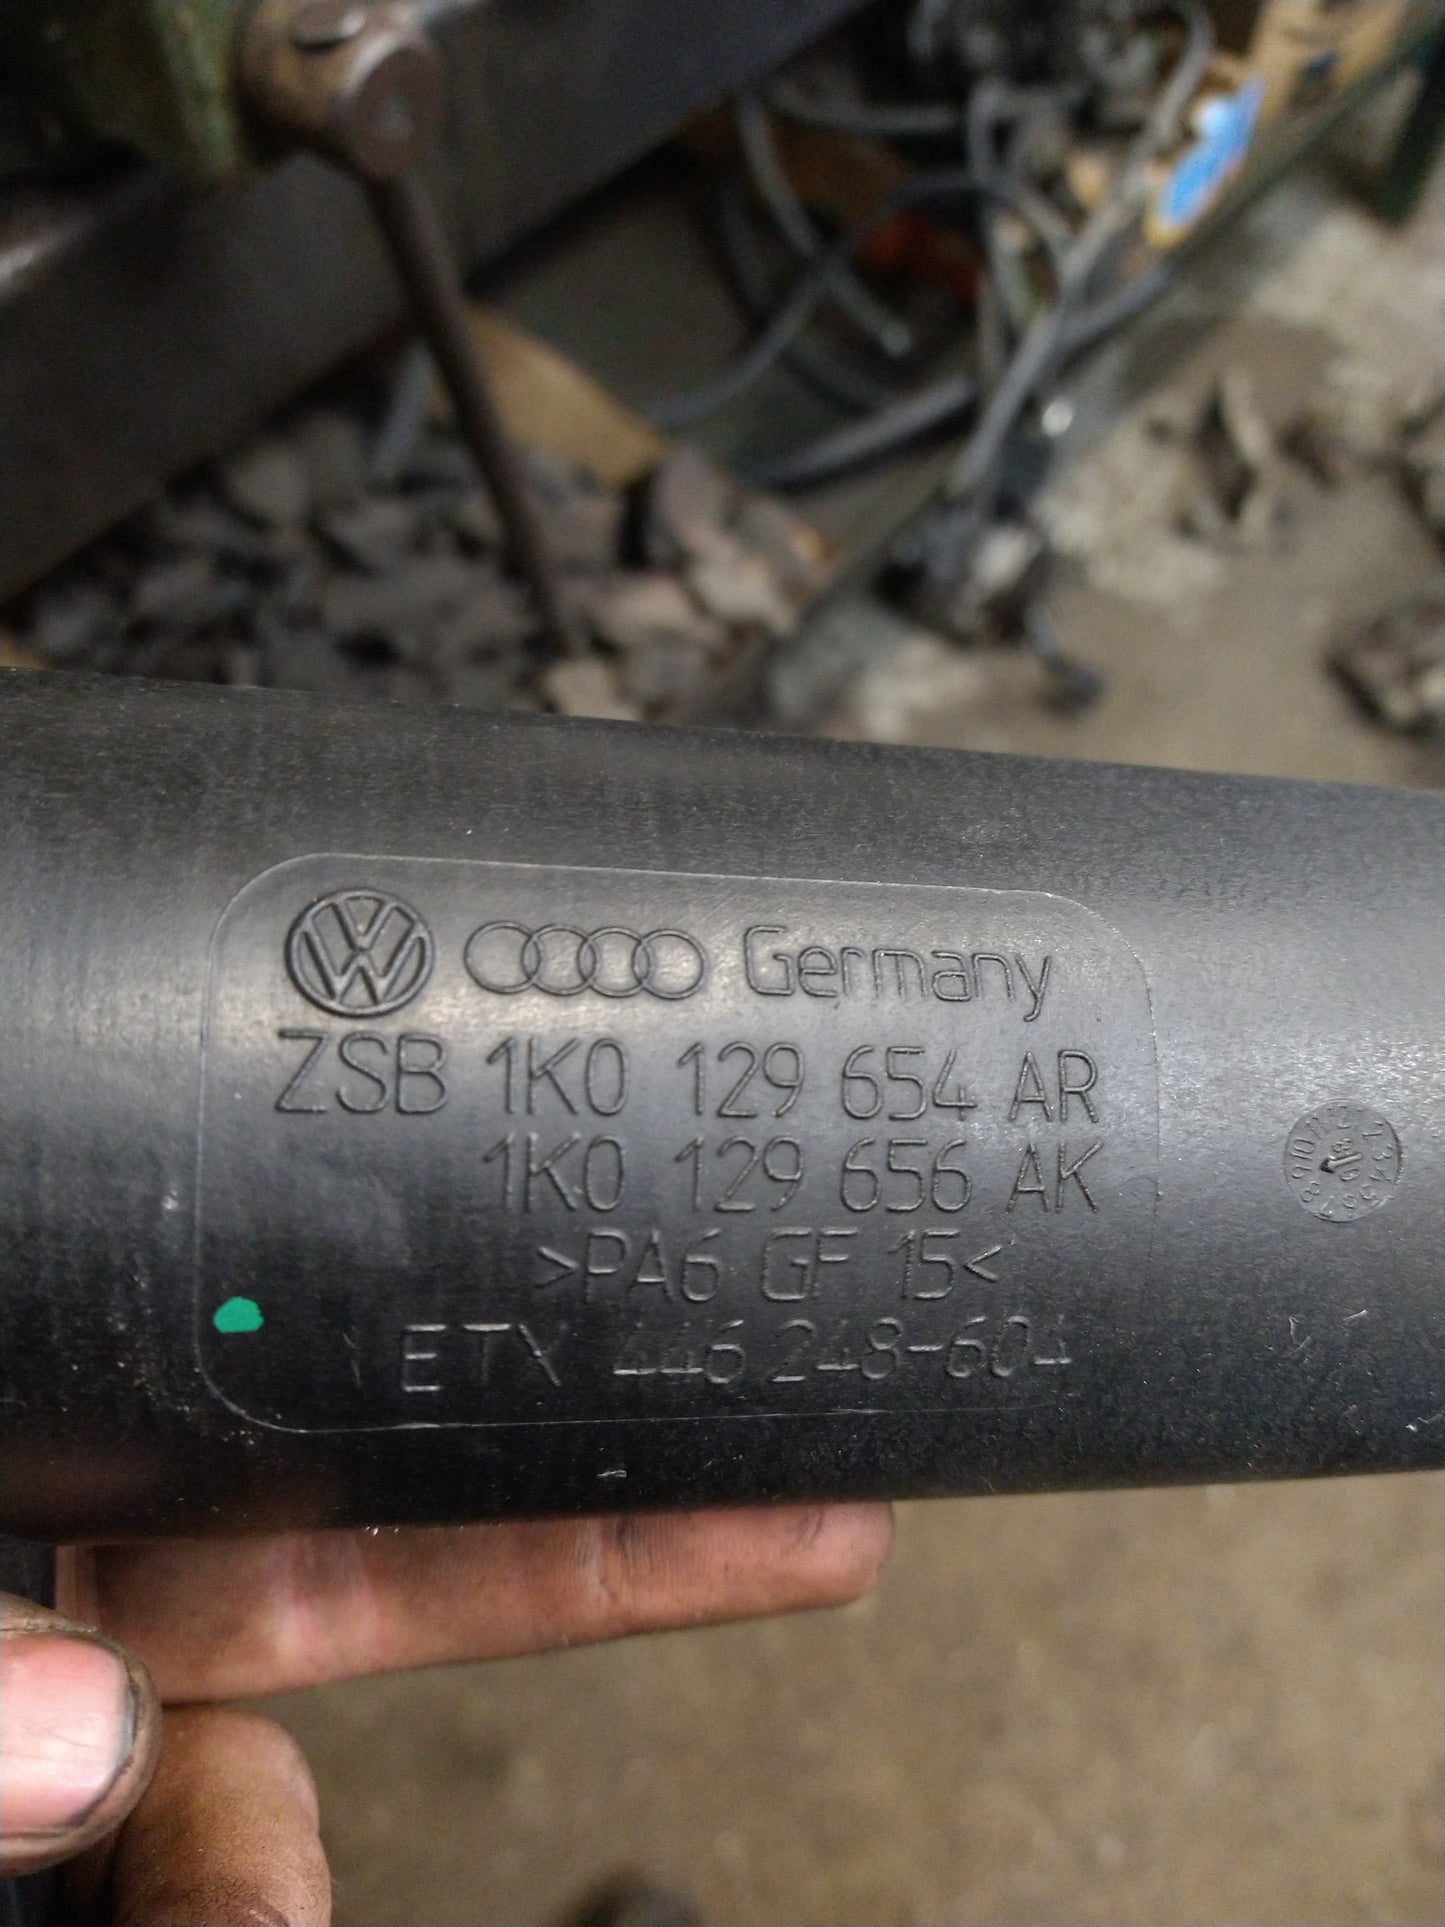 Germany
ZSB 1K0 129 654 AR
1K0 129 656 AK
>PA6 GF 15<
ETX 446 248-604